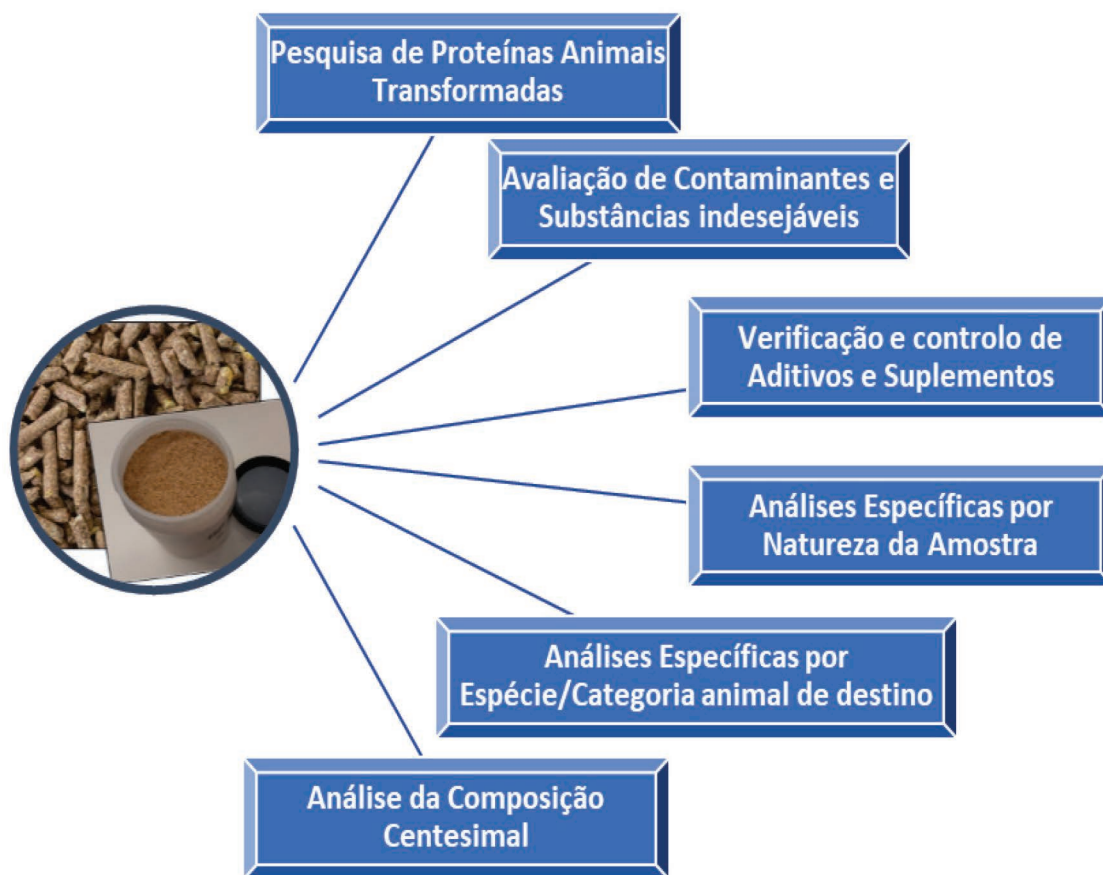 Pesquisa de Proteínas Animais
Transformadas
Avaliação de Contaminantes e
Substâncias indesejáveis
Verificação e controlo de
Aditivos e Suplementos
Análises Específicas por
Natureza da Amostra
Análises Específicas por
Espécie/Categoria animal de destino
Análise da Composição
Centesimal